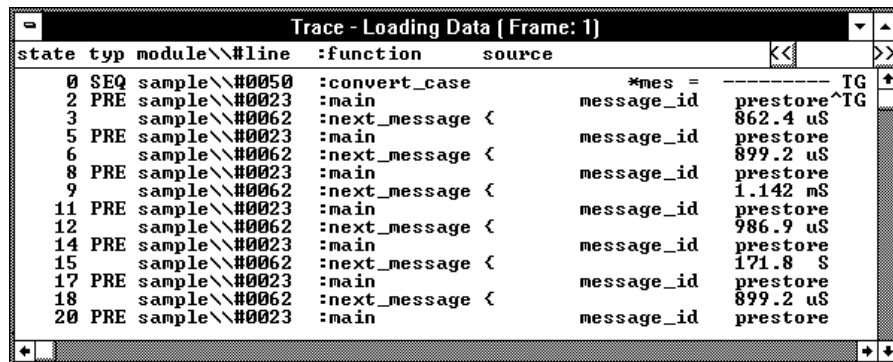 Trace - Loading Data ( Frame: 1)
state typ module\\#line :function source << >>
0 SEQ sample\\#0050 :convert_case *mes = ---------- TG
2 PRE sample\\#0023 :main message_id prestore^TG
3 sample\\#0062 :next_message { 862.4 uS
5 PRE sample\\#0023 :main message_id prestore
6 sample\\#0062 :next_message { 899.2 uS
8 PRE sample\\#0023 :main message_id prestore
9 sample\\#0062 :next_message { 1.142 mS
11 PRE sample\\#0023 :main message_id prestore
12 sample\\#0062 :next_message { 986.9 uS
14 PRE sample\\#0023 :main message_id prestore
15 sample\\#0062 :next_message { 171.8 S
17 PRE sample\\#0023 :main message_id prestore
18 sample\\#0062 :next_message { 899.2 uS
20 PRE sample\\#0023 :main message_id prestore